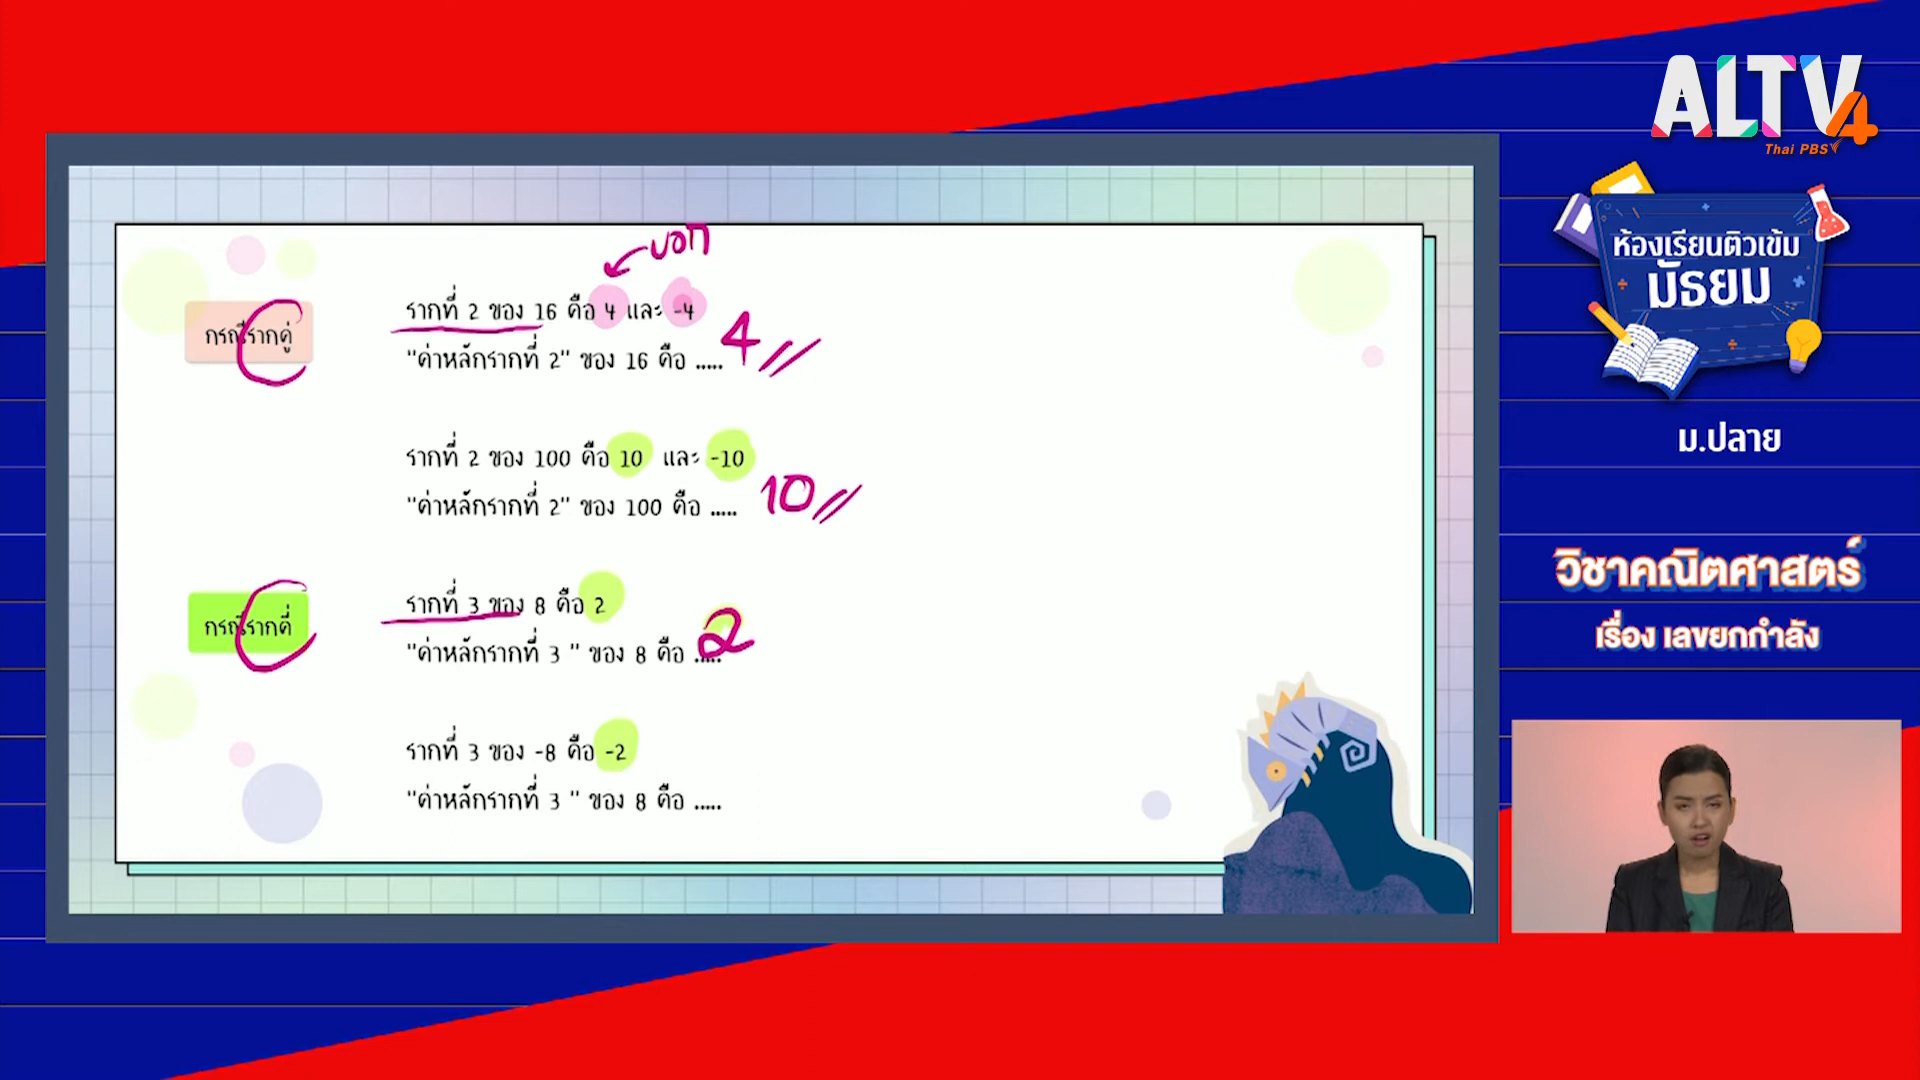 ALTV4
Thai PBS
ห้องเรียนติวเข้ม
มัธยม
ม.ปลาย
วิชาคณิตศาสตร์
เรื่อง เลขยกกำลัง
บวก
กรณีรากคู่
รากที่ 2 ของ 16 คือ 4 และ -4
"ค่าหลักรากที่ 2" ของ 16 คือ ..... 4
รากที่ 2 ของ 100 คือ 10 และ -10
"ค่าหลักรากที่ 2" ของ 100 คือ ..... 10
กรณีรากคี่
รากที่ 3 ของ 8 คือ 2
"ค่าหลักรากที่ 3 " ของ 8 คือ ..... 2
รากที่ 3 ของ -8 คือ -2
"ค่าหลักรากที่ 3 " ของ 8 คือ .....